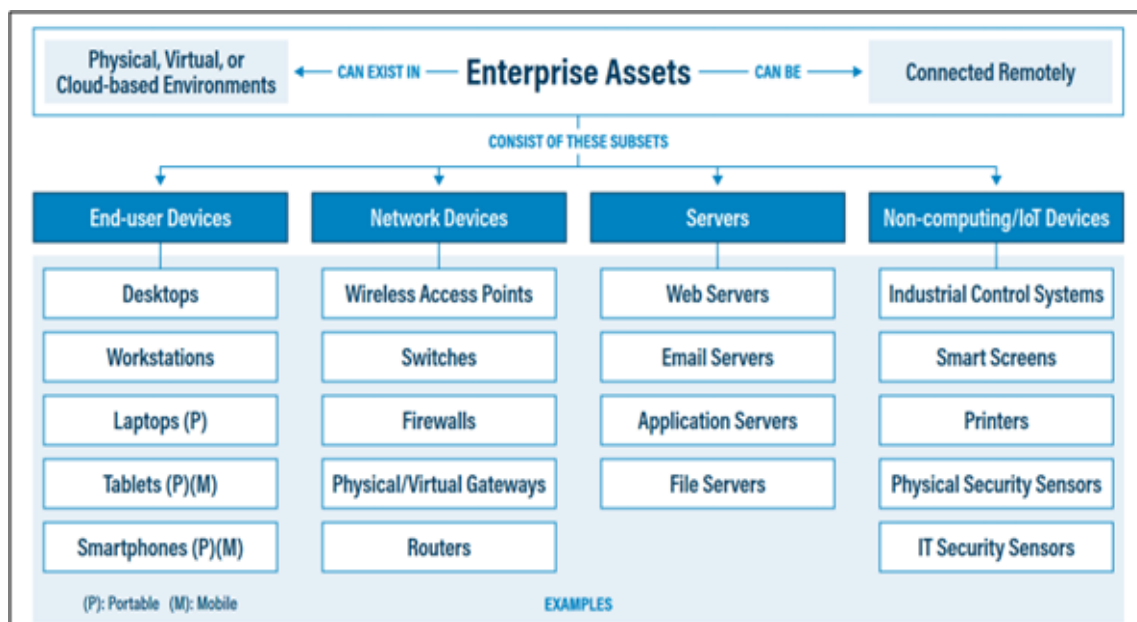 Physical, Virtual, or
Cloud-based Environments
CAN EXIST IN
Enterprise Assets
CAN BE
Connected Remotely
CONSIST OF THESE SUBSETS
End-user Devices
Network Devices
Servers
Non-computing/IoT Devices
Desktops
Wireless Access Points
Web Servers
Industrial Control Systems
Workstations
Switches
Email Servers
Smart Screens
Laptops (P)
Firewalls
Application Servers
Printers
Tablets (P)(M)
Physical/Virtual Gateways
File Servers
Physical Security Sensors
Smartphones (P)(M)
Routers
IT Security Sensors
(P): Portable (M): Mobile
EXAMPLES